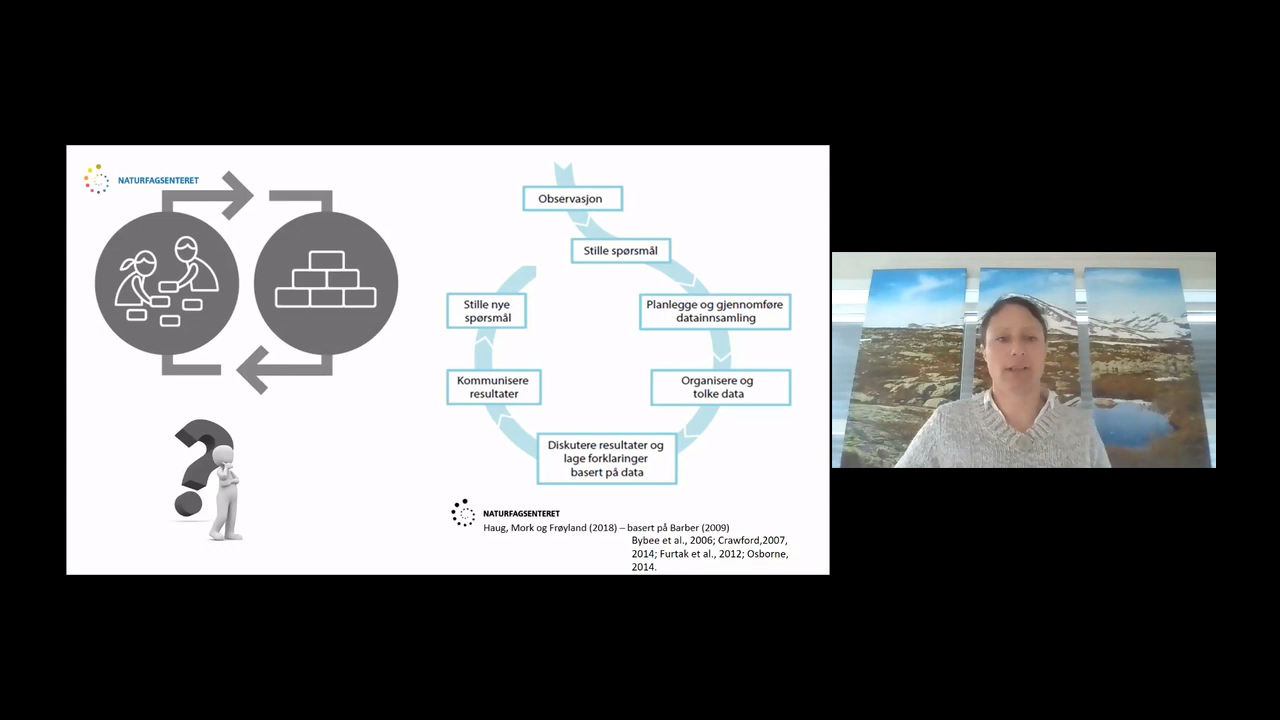 NATURFAGSENTERET
Observasjon
Stille spørsmål
Planlegge og gjennomføre
datainnsamling
Organisere og
tolke data
Diskutere resultater og
lage forklaringer
basert på data
Kommunisere
resultater
Stille nye
spørsmål
NATURFAGSENTERET
Haug, Mork og Frøyland (2018) – basert på Barber (2009)
Bybee et al., 2006; Crawford,2007,
2014; Furtak et al., 2012; Osborne,
2014.